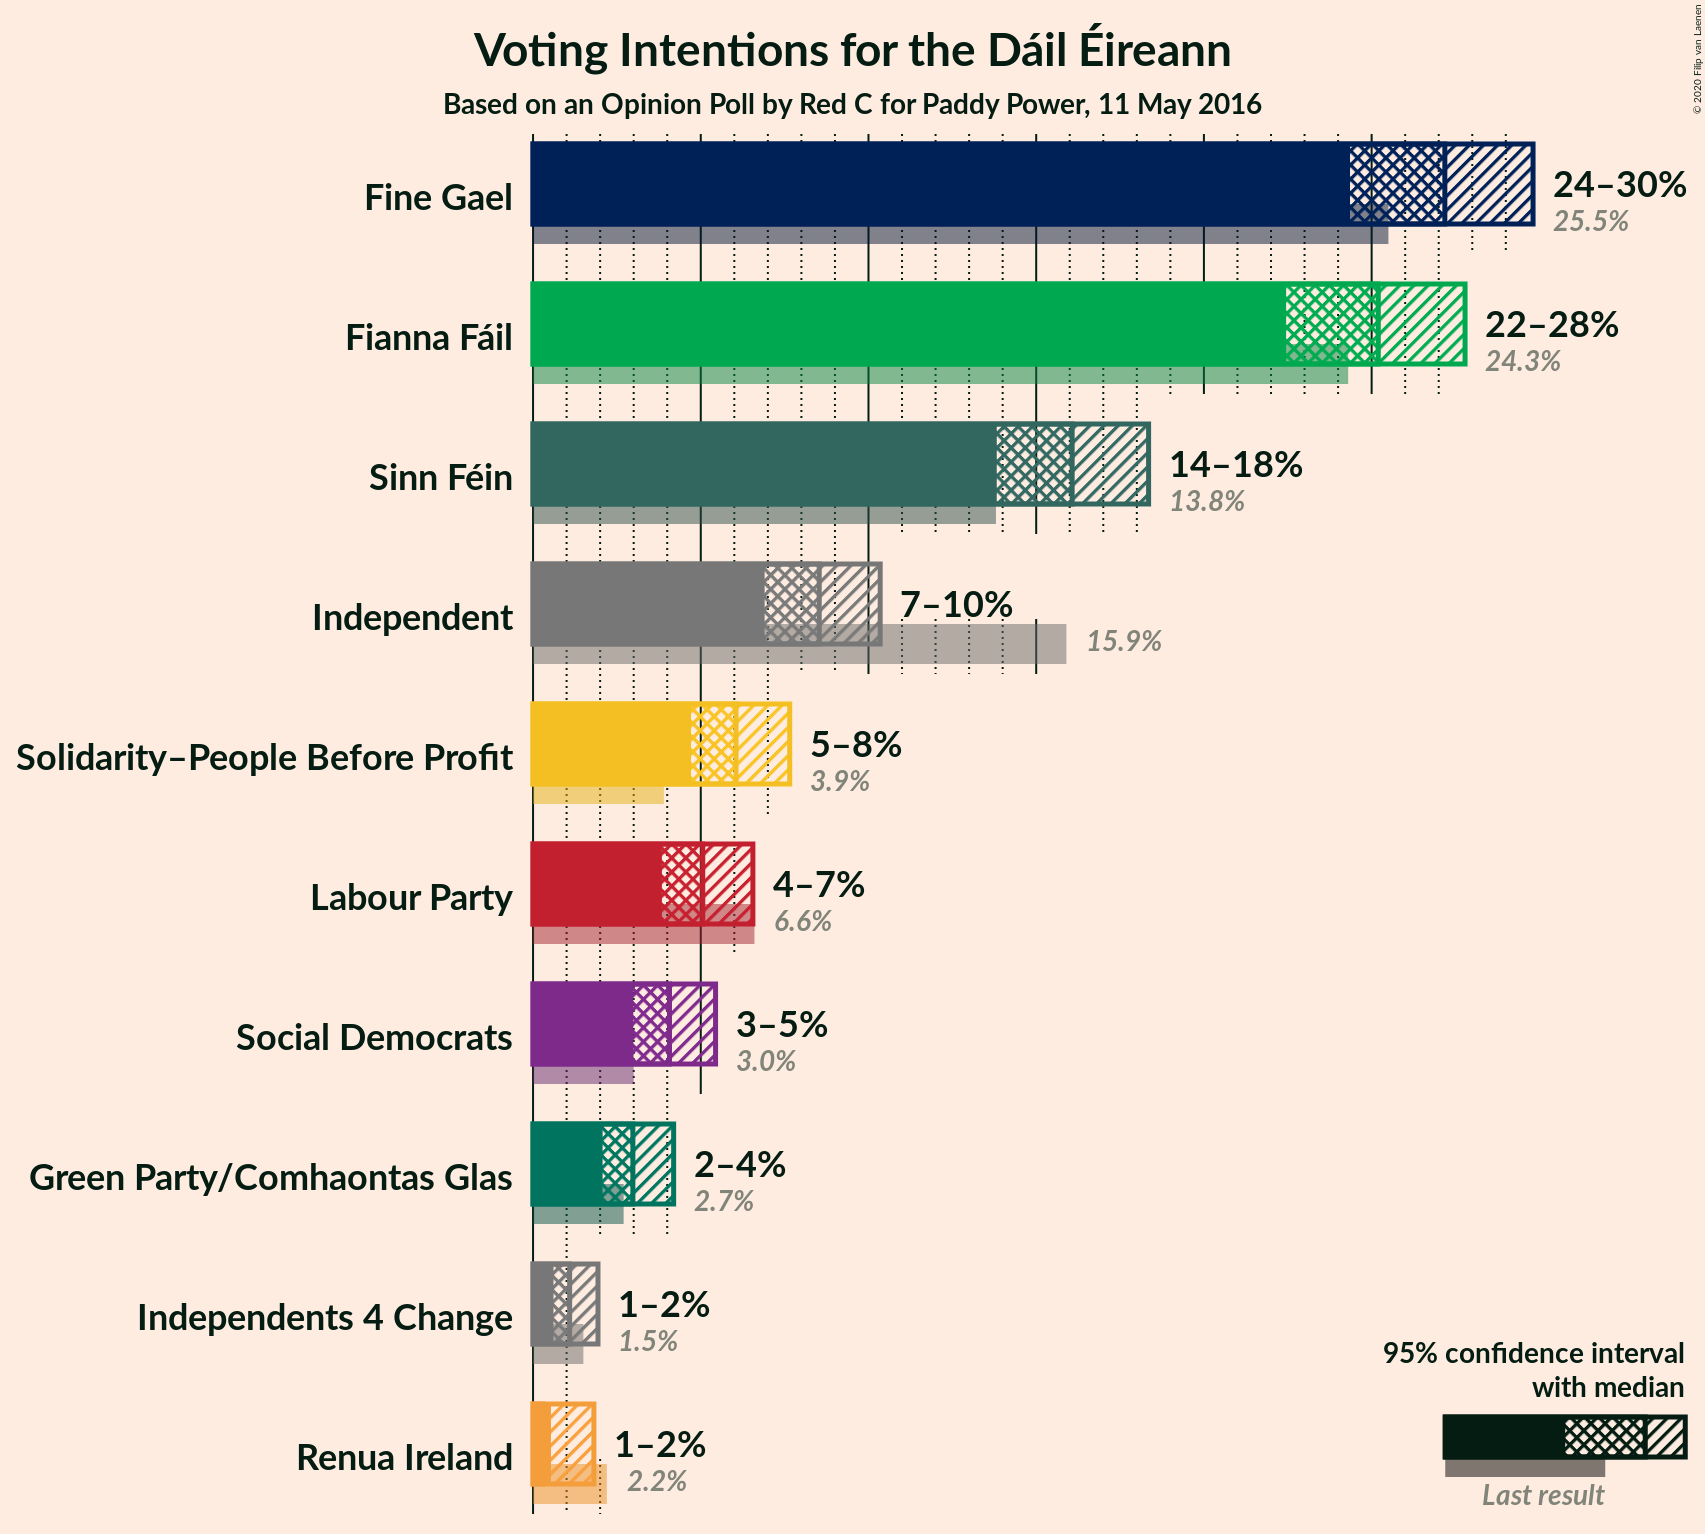 Voting Intentions for the Dáil Éireann
Based on an Opinion Poll by Red C for Paddy Power, 11 May 2016
© 2020 Filip van Laenen
Fine Gael
24–30%
25.5%
Fianna Fáil
22–28%
24.3%
Sinn Féin
14–18%
13.8%
Independent
7–10%
15.9%
Solidarity–People Before Profit
5–8%
3.9%
Labour Party
4–7%
6.6%
Social Democrats
3–5%
3.0%
Green Party/Comhaontas Glas
2–4%
2.7%
Independents 4 Change
1–2%
1.5%
Renua Ireland
1–2%
2.2%
95% confidence interval
with median
Last result